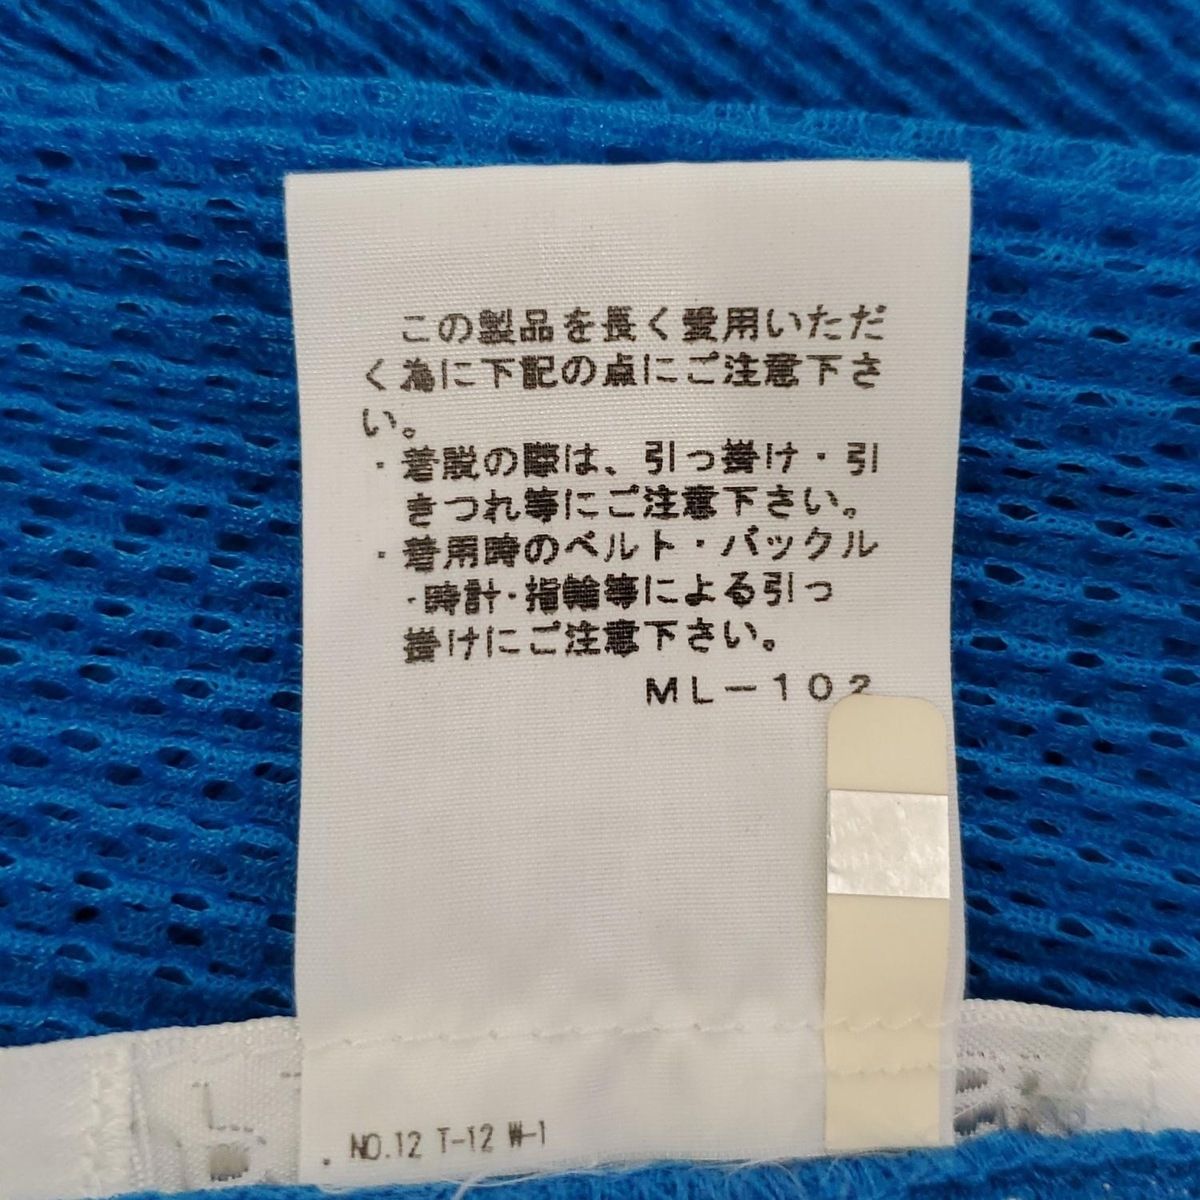 この製品を長く愛用いただ
く為に下記の点にご注意下さ
い。
・着脱の際は、引っ掛け・引
きつれ等にご注意下さい。
・着用時のベルト・バックル
・時計・指輪等による引っ
掛けにご注意下さい。
ML－102
. NO.12 T-12 W-1